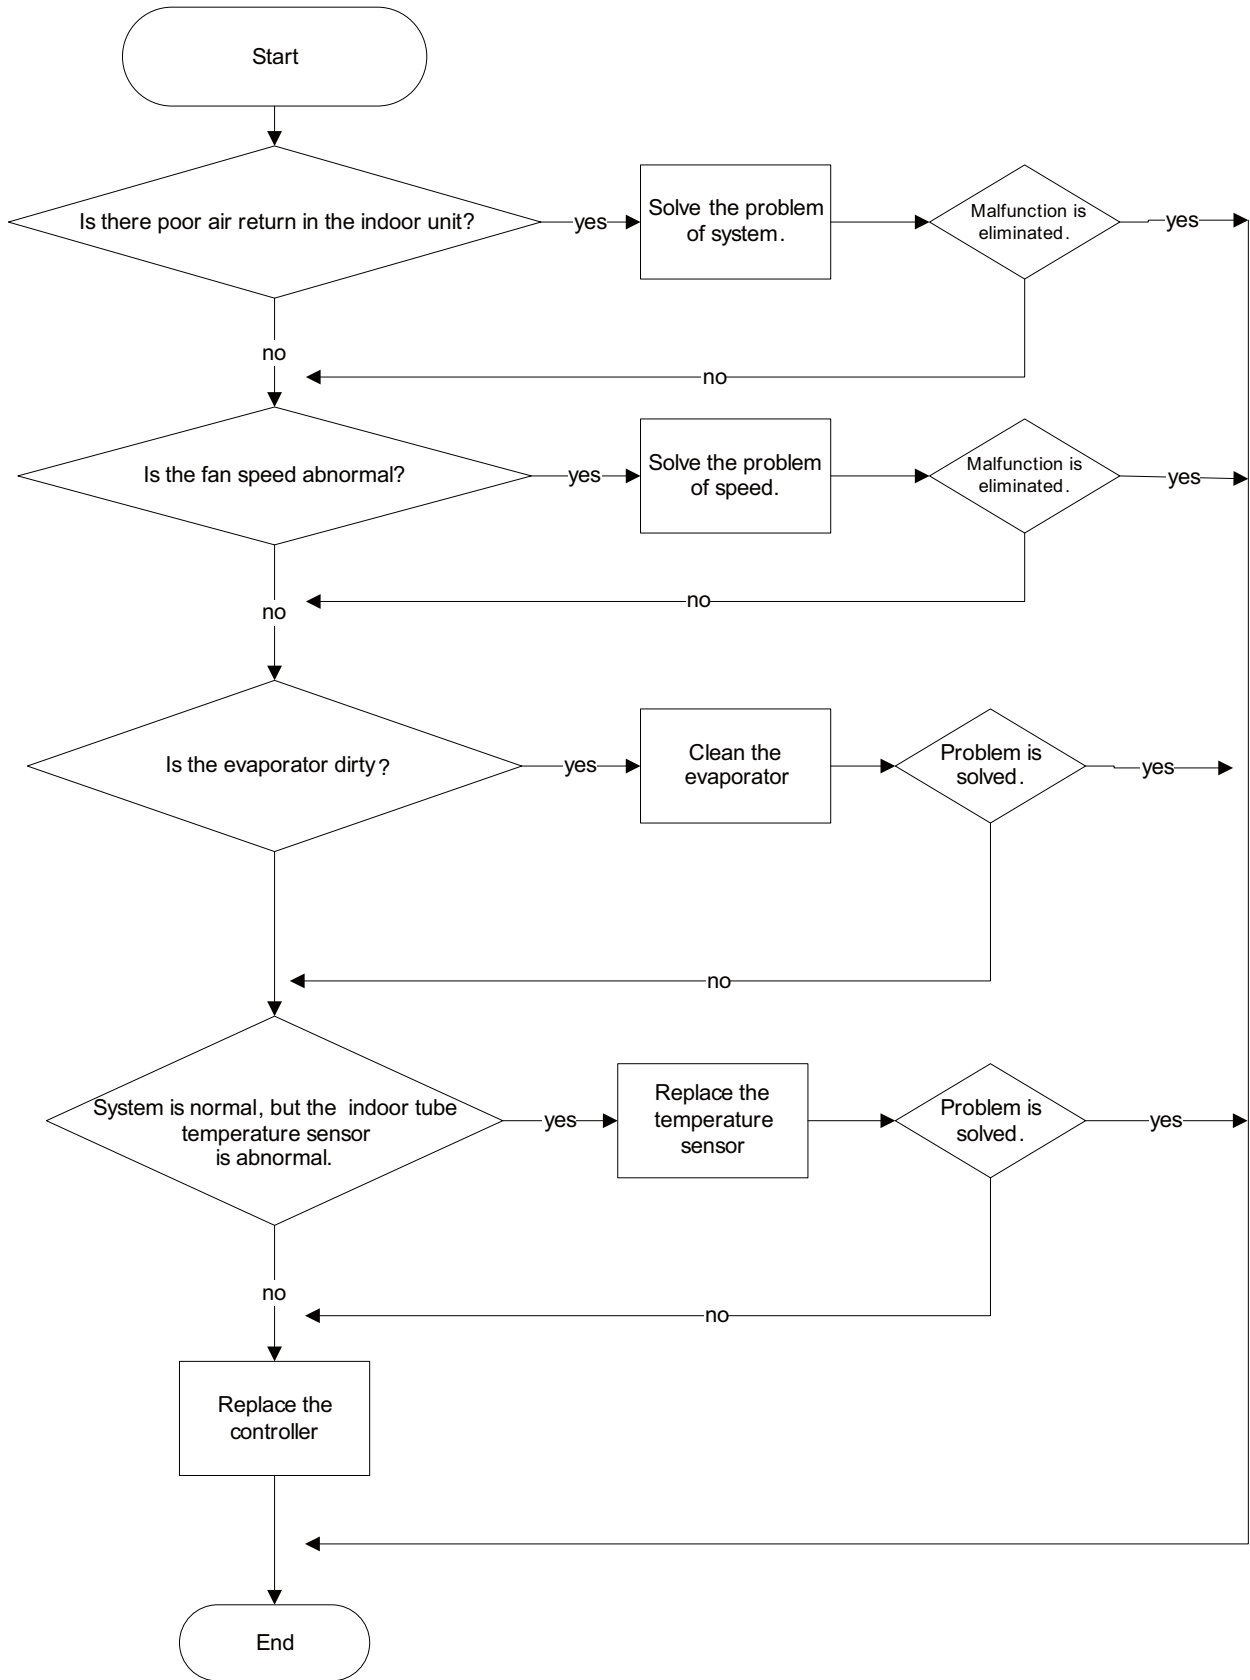 Start
Is there poor air return in the indoor unit?
yes
Solve the problem
of system.
Malfunction is
eliminated.
yes
no
no
Is the fan speed abnormal?
yes
Solve the problem
of speed.
Malfunction is
eliminated.
yes
no
no
Is the evaporator dirty?
yes
Clean the
evaporator
Problem is
solved.
yes
no
System is normal, but the indoor tube
temperature sensor
is abnormal.
yes
Replace the
temperature
sensor
Problem is
solved.
yes
no
no
Replace the
controller
End